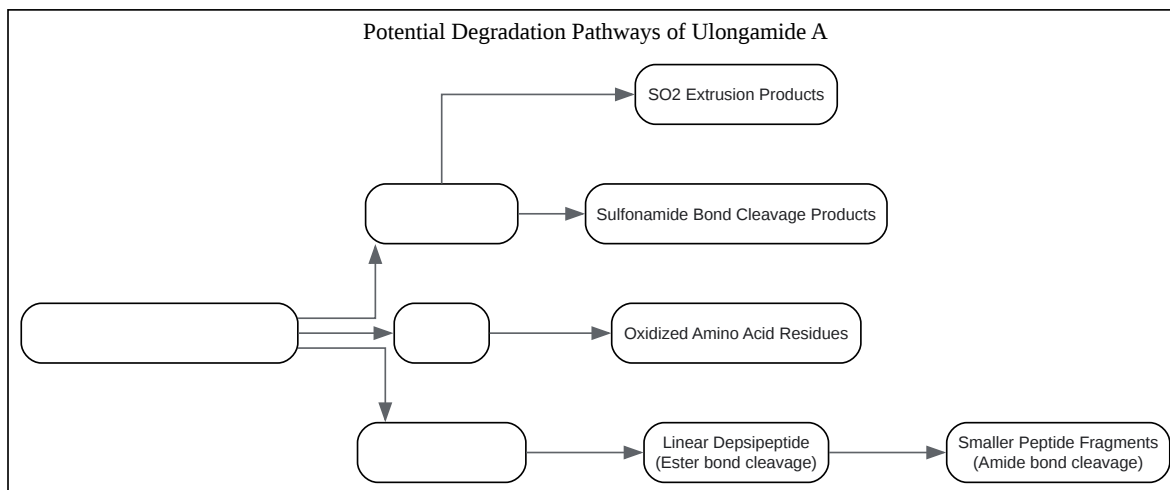 Potential Degradation Pathways of Ulongamide A
SO2 Extrusion Products
Sulfonamide Bond Cleavage Products
Oxidized Amino Acid Residues
Linear Depsipeptide
(Ester bond cleavage)
Smaller Peptide Fragments
(Amide bond cleavage)